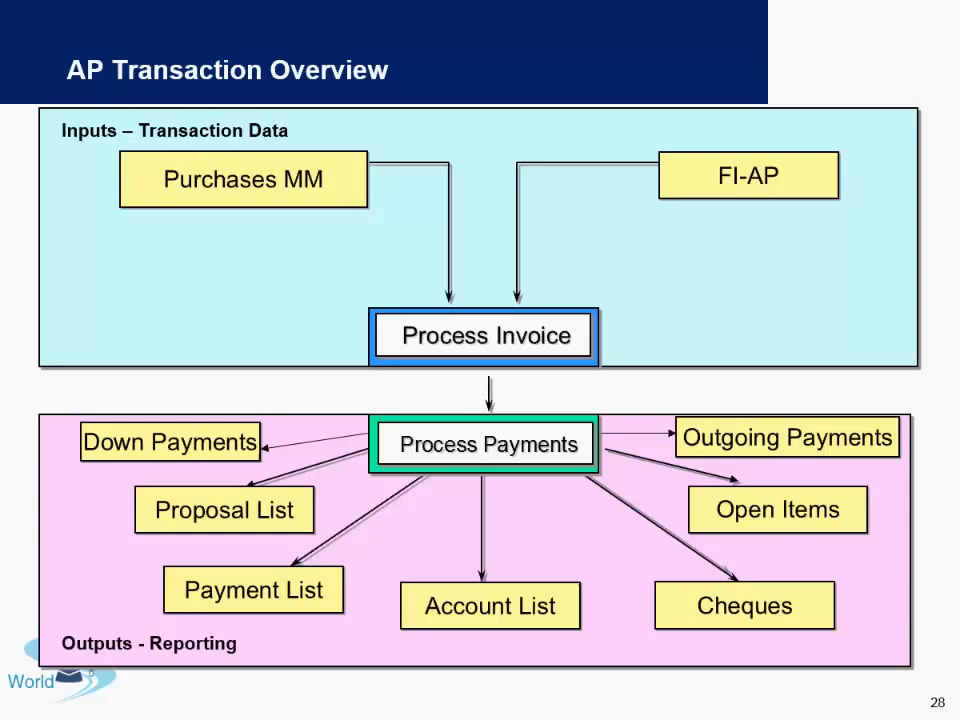 AP Transaction Overview
Inputs – Transaction Data
Purchases MM
FI-AP
Process Invoice
Down Payments
Process Payments
Outgoing Payments
Proposal List
Open Items
Payment List
Account List
Cheques
Outputs - Reporting
World
28